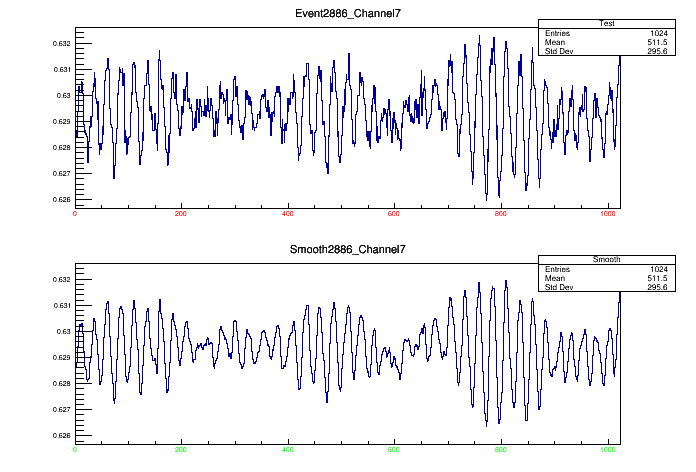 Event2886_Channel7
Test
Entries 1024
Mean 511.5
Std Dev 295.6
0.632
0.631
0.63
0.629
0.628
0.627
0.626
0 200 400 600 800 1000
Smooth2886_Channel7
Smooth
Entries 1024
Mean 511.5
Std Dev 295.6
0.632
0.631
0.63
0.629
0.628
0.627
0.626
0 200 400 600 800 1000